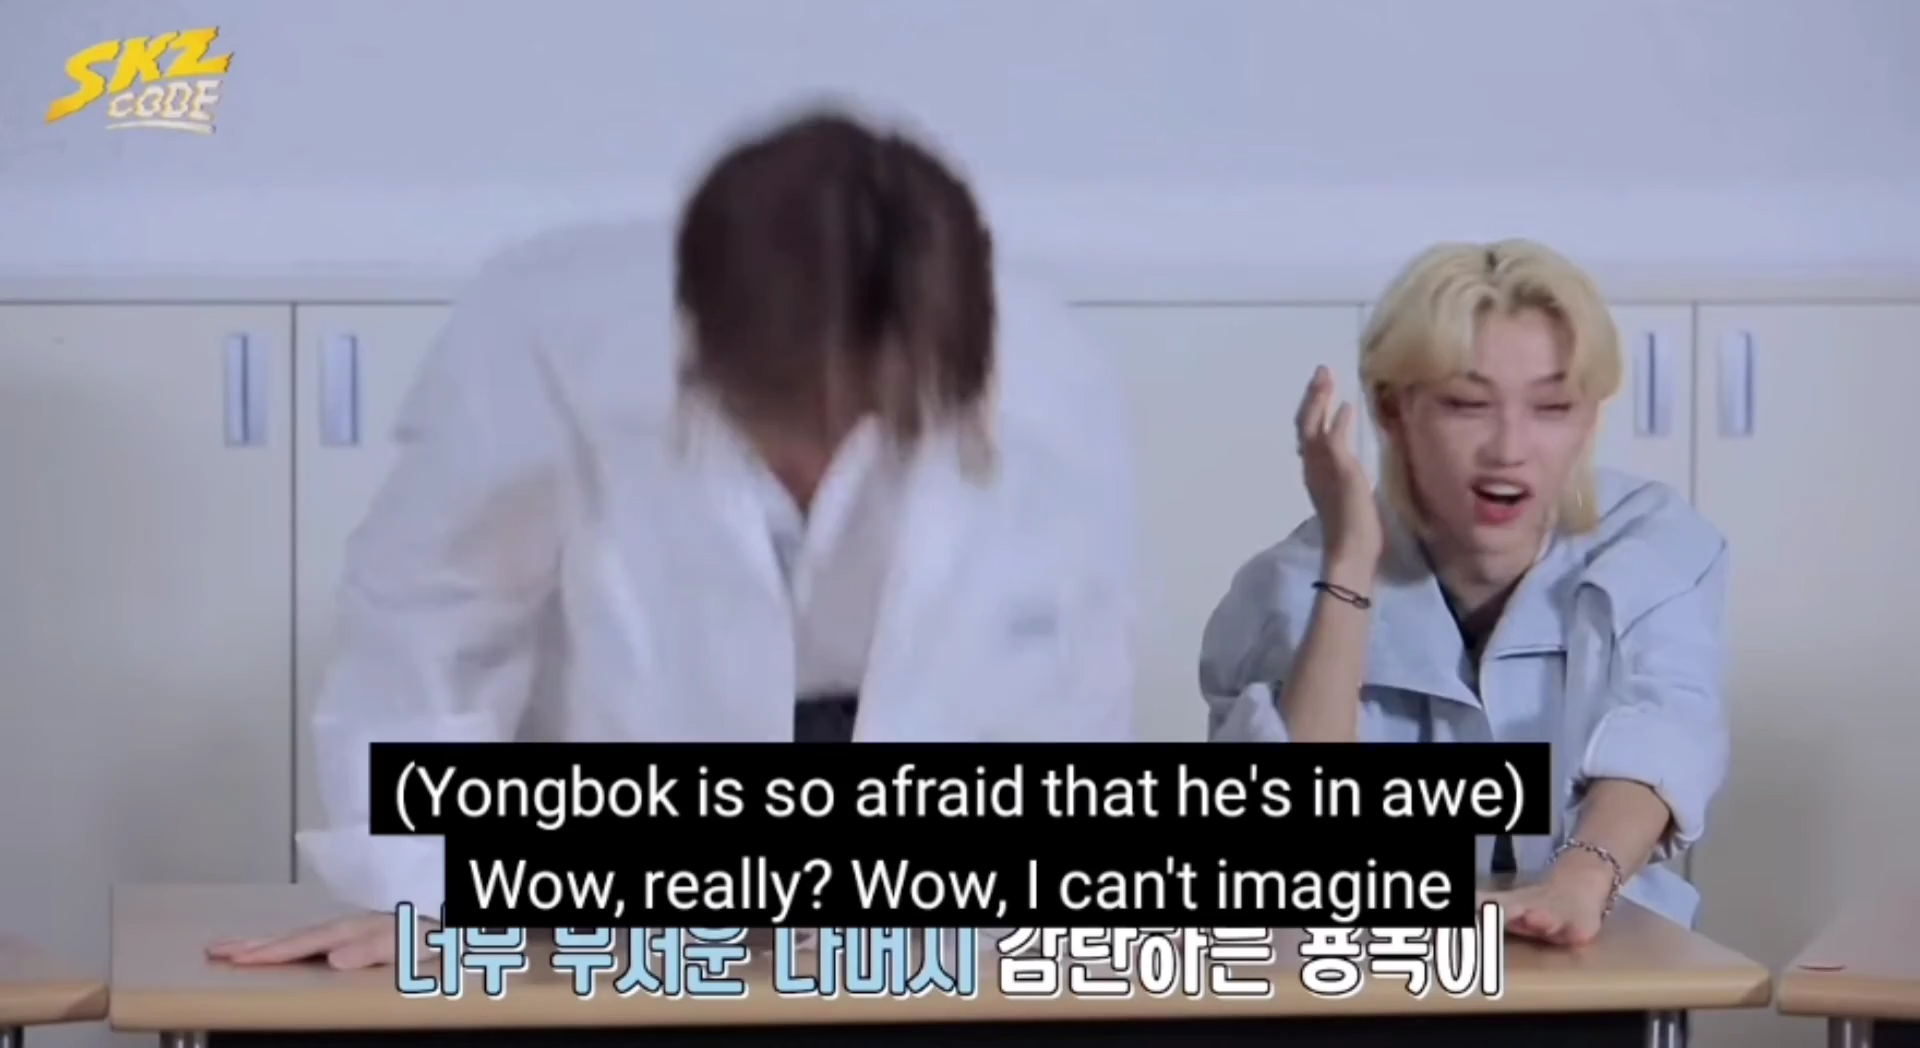 SKZ
CODE
(Yongbok is so afraid that he's in awe)
Wow, really? Wow, I can't imagine
너무 무서운 나머지 감탄하는 용복이